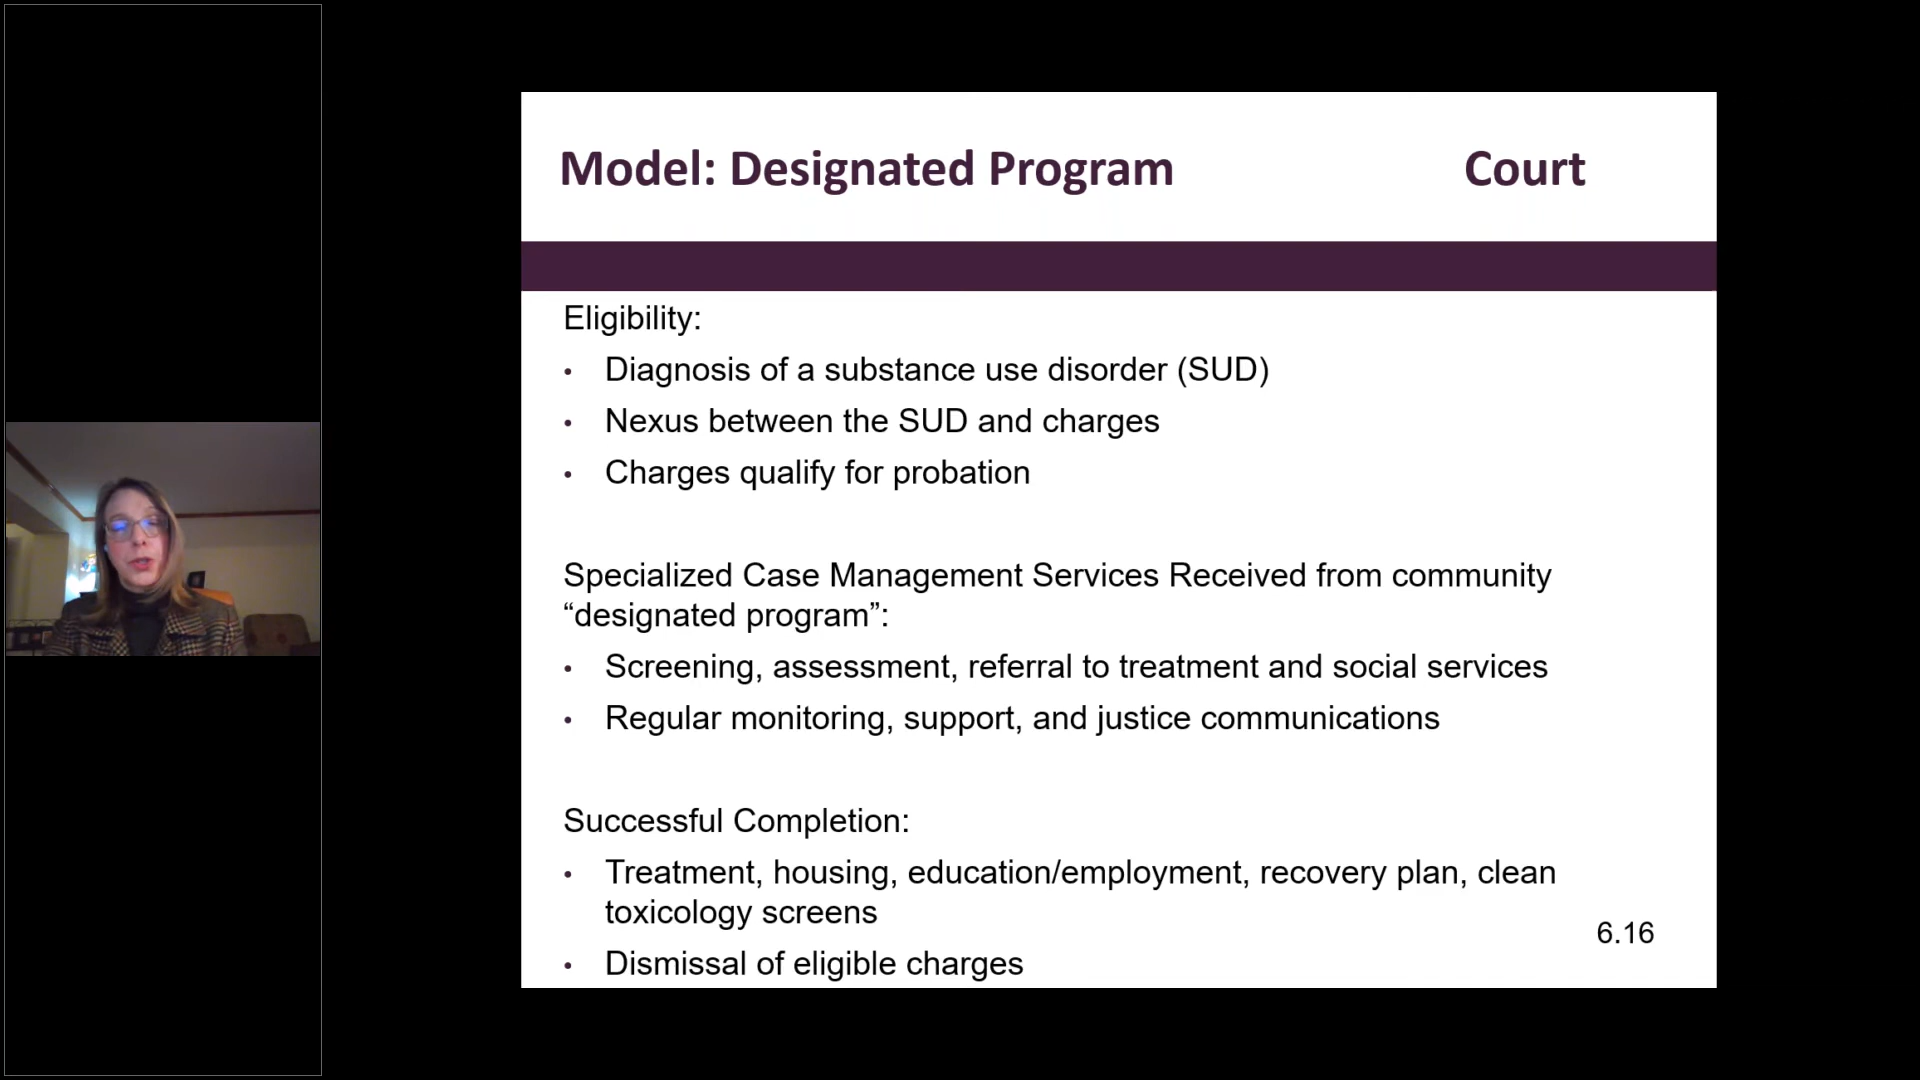 Model: Designated Program Court
Eligibility:
• Diagnosis of a substance use disorder (SUD)
• Nexus between the SUD and charges
• Charges qualify for probation
Specialized Case Management Services Received from community
“designated program”:
• Screening, assessment, referral to treatment and social services
• Regular monitoring, support, and justice communications
Successful Completion:
• Treatment, housing, education/employment, recovery plan, clean
toxicology screens
6.16
• Dismissal of eligible charges